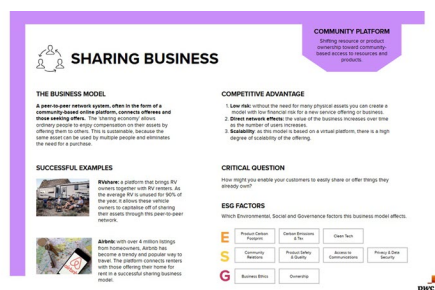 COMMUNITY PLATFORM
Shifting resource or product
ownership toward community-
based access to resources and
products.
SHARING BUSINESS
THE BUSINESS MODEL
A peer-to-peer network system, often in the form of a
community-based online platform, connects offerees and
those seeking offers. The 'sharing economy' allows
ordinary people to enjoy compensation on their assets by
offering them to others. This is sustainable, because the
same asset can be used by multiple people and eliminates
the need for a purchase.
COMPETITIVE ADVANTAGE
1. Low risk: without the need for many physical assets you can create a
model with low financial risk for a new service offering or business.
2. Direct network effects: the value of the business increases over time
as the number of users increases.
3. Scalability: as this model is based on a virtual platform, there is a high
degree of scalability of the offering.
SUCCESSFUL EXAMPLES
RVshare: a platform that brings RV
owners together with RV renters. As
the average RV is unused for 90% of
the year, it allows these vehicle
owners to capitalise off of sharing
their assets through this peer-to-peer
network.
Airbnb: with over 4 million listings
from homeowners, Airbnb has
become a trendy and popular way to
travel. The platform connects renters
with those offering their home for
rent in a successful sharing business
model.
CRITICAL QUESTION
How might you enable your customers to easily share or offer things they
already own?
ESG FACTORS
Which Environmental, Social and Governance factors this business model affects.
E
Product Carbon
Footprint
Carbon Emissions
& Tax
Clean Tech
S
Community
Relations
Product Safety
& Quality
Access to
Communications
Privacy & Data
Security
G
Business Ethics
Ownership
pwc